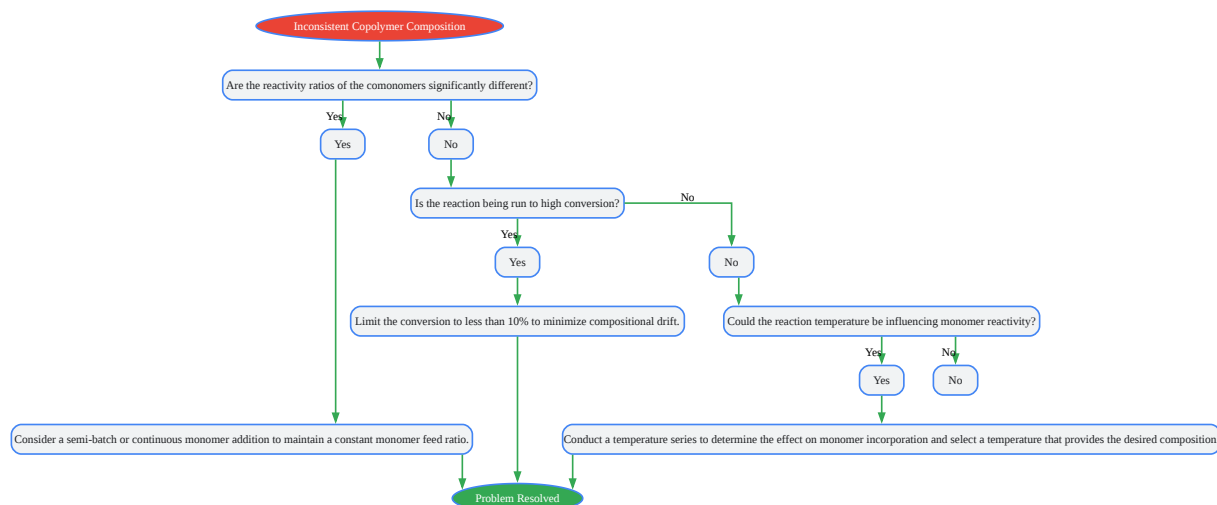 Inconsistent Copolymer Composition
Are the reactivity ratios of the comonomers significantly different?
Yes
No
Yes
No
Is the reaction being run to high conversion?
No
Yes
Yes
No
Limit the conversion to less than 10% to minimize compositional drift.
Could the reaction temperature be influencing monomer reactivity?
Yes
No
Yes
No
Consider a semi-batch or continuous monomer addition to maintain a constant monomer feed ratio.
Conduct a temperature series to determine the effect on monomer incorporation and select a temperature that provides the desired composition
Problem Resolved